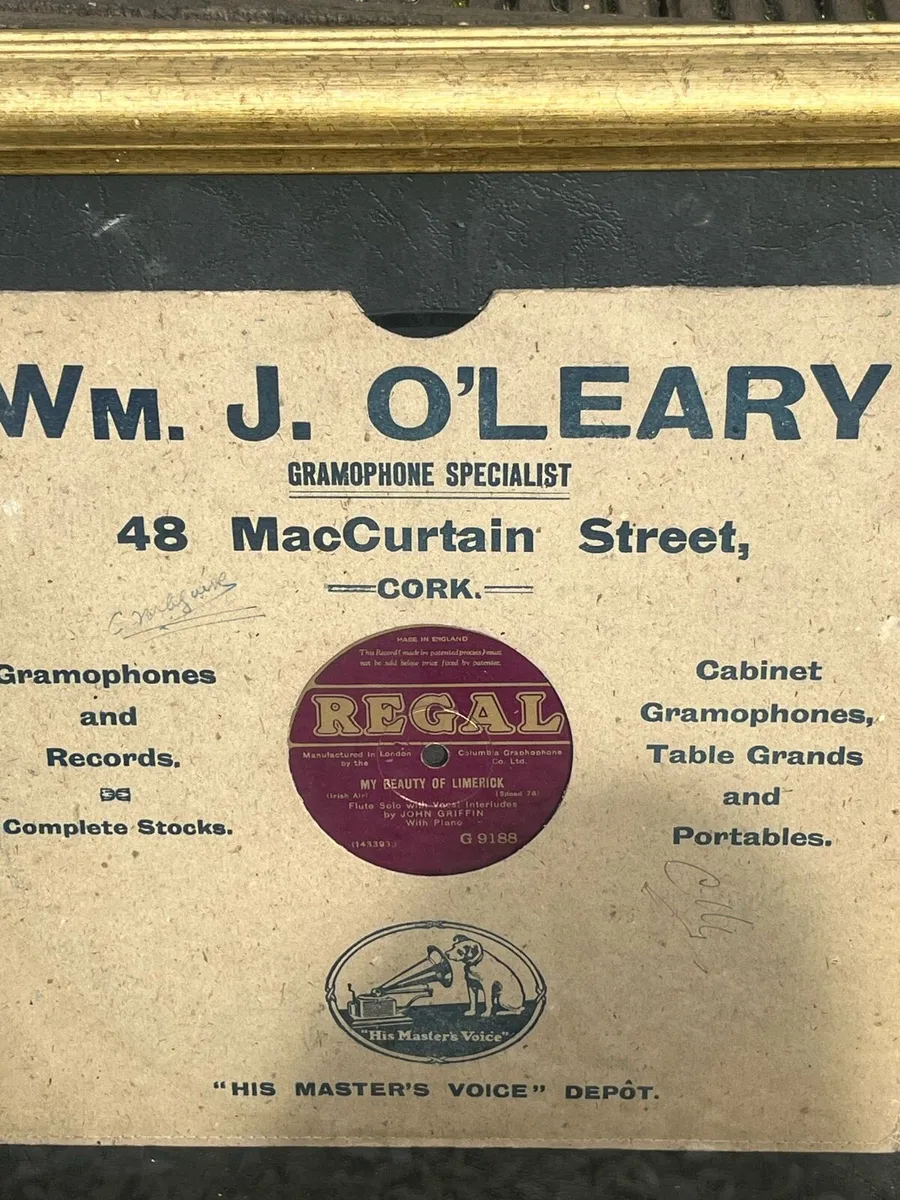 WM. J. O'LEARY
GRAMOPHONE SPECIALIST
48 MacCurtain Street,
CORK.
Gramophones
and
Records.
Complete Stocks.
MADE IN ENGLAND
This Record (made by patented process) must
not be sold below price fixed by patentee.
REGAL
Manufactured in London
by the
Columbia Graphophone
Co. Ltd.
MY BEAUTY OF LIMERICK
(Irish Air)
(Speed 78)
Flute Solo with Vocal Interludes
by JOHN GRIFFIN
With Piano
(143393)
G 9188
Cabinet
Gramophones,
Table Grands
and
Portables.
"His Master's Voice"
"HIS MASTER'S VOICE" DEPÔT.